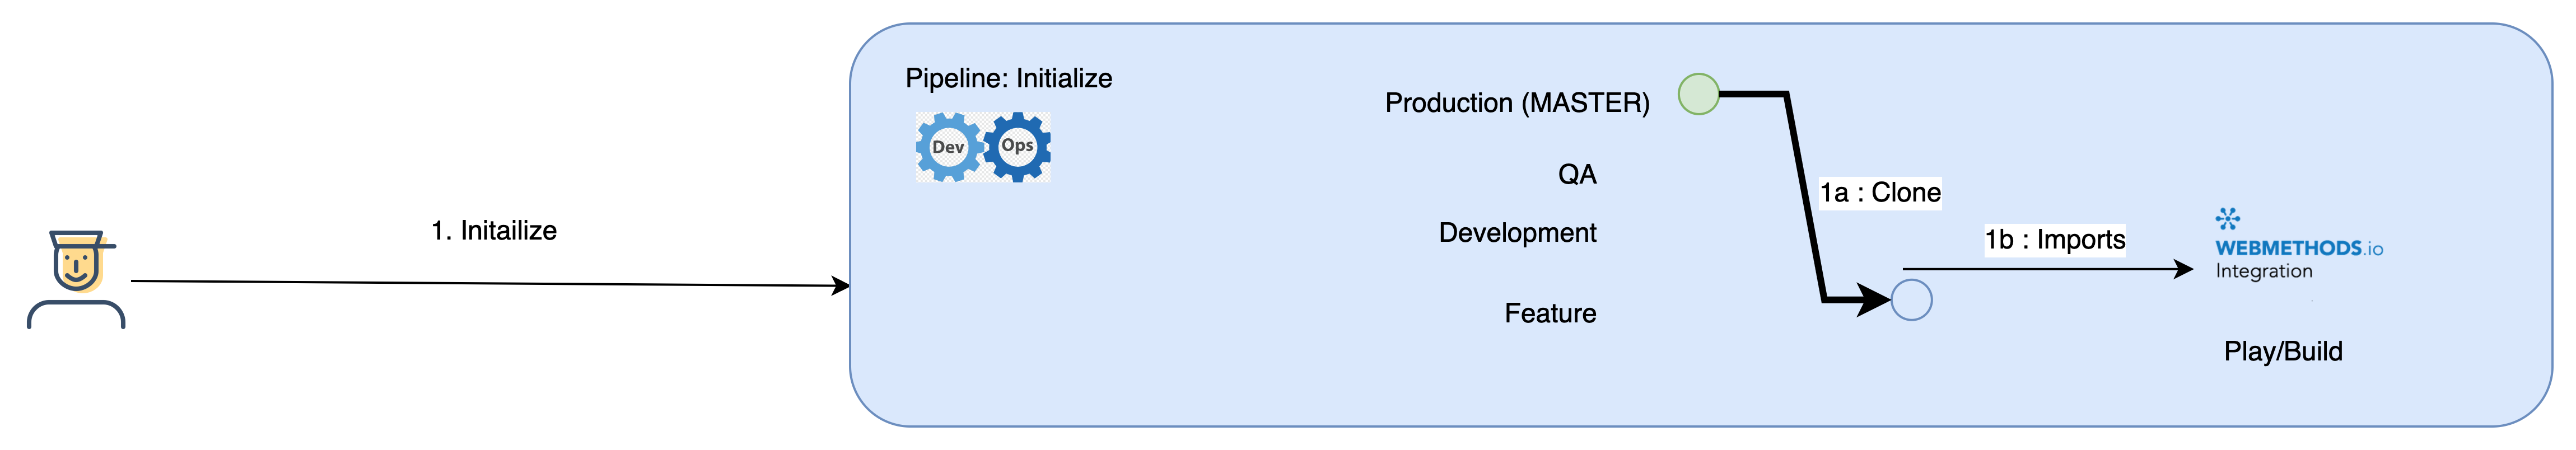 Pipeline: Initialize
Dev Ops
Production (MASTER)
QA
1a : Clone
1. Initailize
Development
1b : Imports
WEBMETHODS.io
Integration
Feature
Play/Build